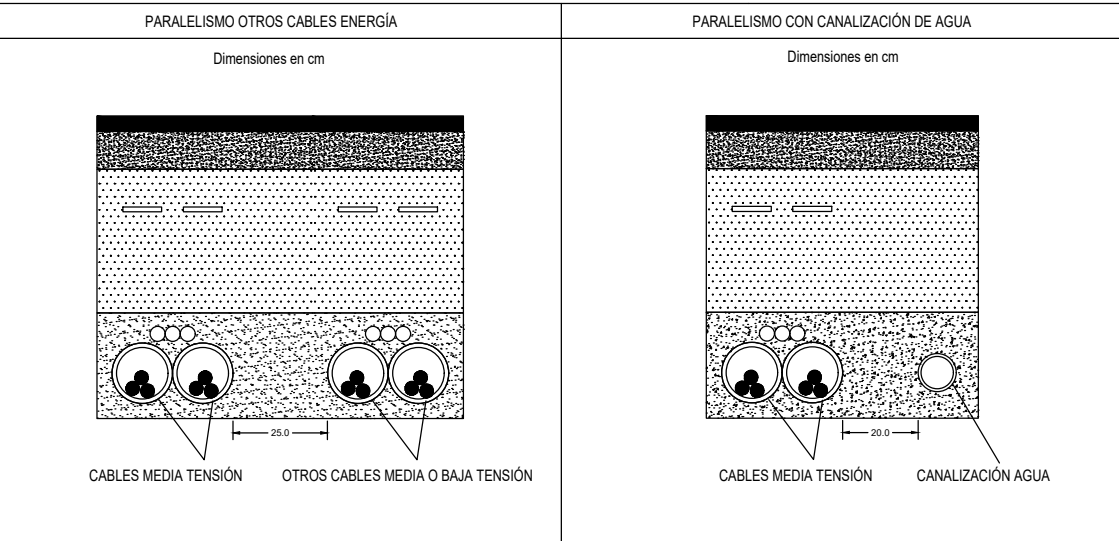 PARALELISMO OTROS CABLES ENERGÍA
Dimensiones en cm
25.0
CABLES MEDIA TENSIÓN
OTROS CABLES MEDIA O BAJA TENSIÓN
PARALELISMO CON CANALIZACIÓN DE AGUA
Dimensiones en cm
20.0
CABLES MEDIA TENSIÓN
CANALIZACIÓN AGUA